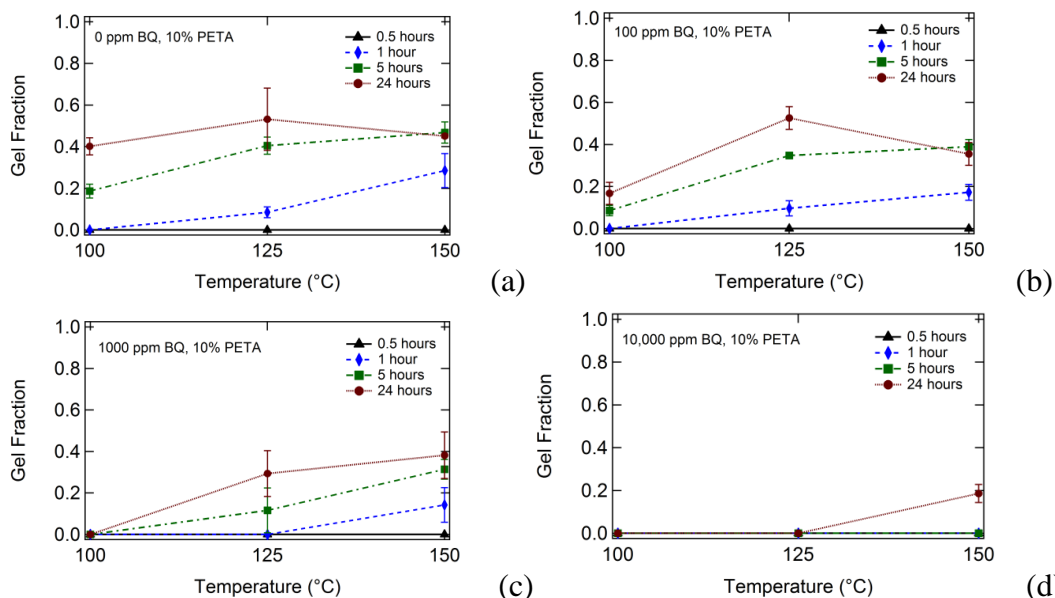 1.0
0.8
0.6
0.4
0.2
0.0
Gel Fraction
0 ppm BQ, 10% PETA
0.5 hours
1 hour
5 hours
24 hours
100
125
150
Temperature (°C)
(a)
1.0
0.8
0.6
0.4
0.2
0.0
Gel Fraction
100 ppm BQ, 10% PETA
0.5 hours
1 hour
5 hours
24 hours
100
125
150
Temperature (°C)
(b)
1.0
0.8
0.6
0.4
0.2
0.0
Gel Fraction
1000 ppm BQ, 10% PETA
0.5 hours
1 hour
5 hours
24 hours
100
125
150
Temperature (°C)
(c)
1.0
0.8
0.6
0.4
0.2
0.0
Gel Fraction
10,000 ppm BQ, 10% PETA
0.5 hours
1 hour
5 hours
24 hours
100
125
150
Temperature (°C)
(d